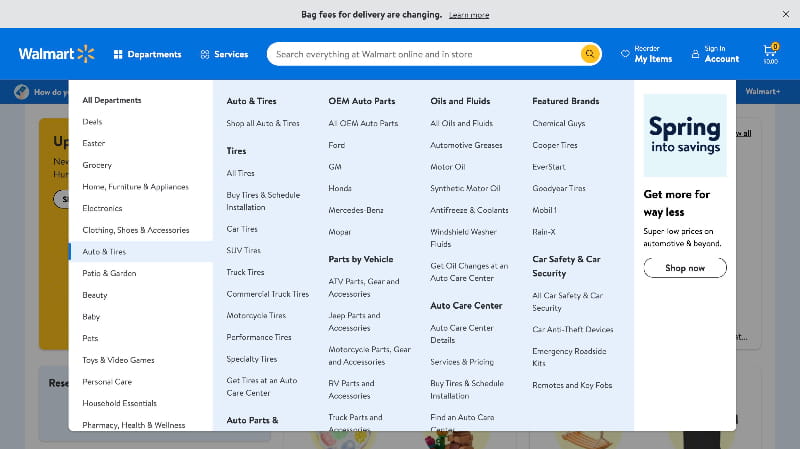 Bag fees for delivery are changing. Learn more
Walmart
Departments
Services
Search everything at Walmart online and in store
Reorder
My Items
Sign In
Account
0
$0.00
How do yo
Walmart+
All Departments
Deals
Easter
Grocery
Home, Furniture & Appliances
Electronics
Clothing, Shoes & Accessories
Auto & Tires
Patio & Garden
Beauty
Baby
Pets
Toys & Video Games
Personal Care
Household Essentials
Pharmacy, Health & Wellness
Auto & Tires
Shop all Auto & Tires
Tires
All Tires
Buy Tires & Schedule
Installation
Car Tires
SUV Tires
Truck Tires
Commercial Truck Tires
Motorcycle Tires
Performance Tires
Specialty Tires
Get Tires at an Auto
Care Center
Auto Parts &
OEM Auto Parts
All OEM Auto Parts
Ford
GM
Honda
Mercedes-Benz
Mopar
Parts by Vehicle
ATV Parts, Gear and
Accessories
Jeep Parts and
Accessories
Motorcycle Parts, Gear
and Accessories
RV Parts and
Accessories
Truck Parts and
Accessories
Oils and Fluids
All Oils and Fluids
Automotive Greases
Motor Oil
Synthetic Motor Oil
Antifreeze & Coolants
Windshield Washer
Fluids
Get Oil Changes at an
Auto Care Center
Auto Care Center
Auto Care Center
Details
Services & Pricing
Buy Tires & Schedule
Installation
Find an Auto Care
Center
Featured Brands
Chemical Guys
Cooper Tires
EverStart
Goodyear Tires
Mobil 1
Rain-X
Car Safety & Car
Security
All Car Safety & Car
Security
Car Anti-Theft Devices
Emergency Roadside
Kits
Remotes and Key Fobs
Spring
into savings
Get more for
way less
Super-low prices on
automotive & beyond.
Shop now
Up
New
Hur
S
Rese
w all
t...